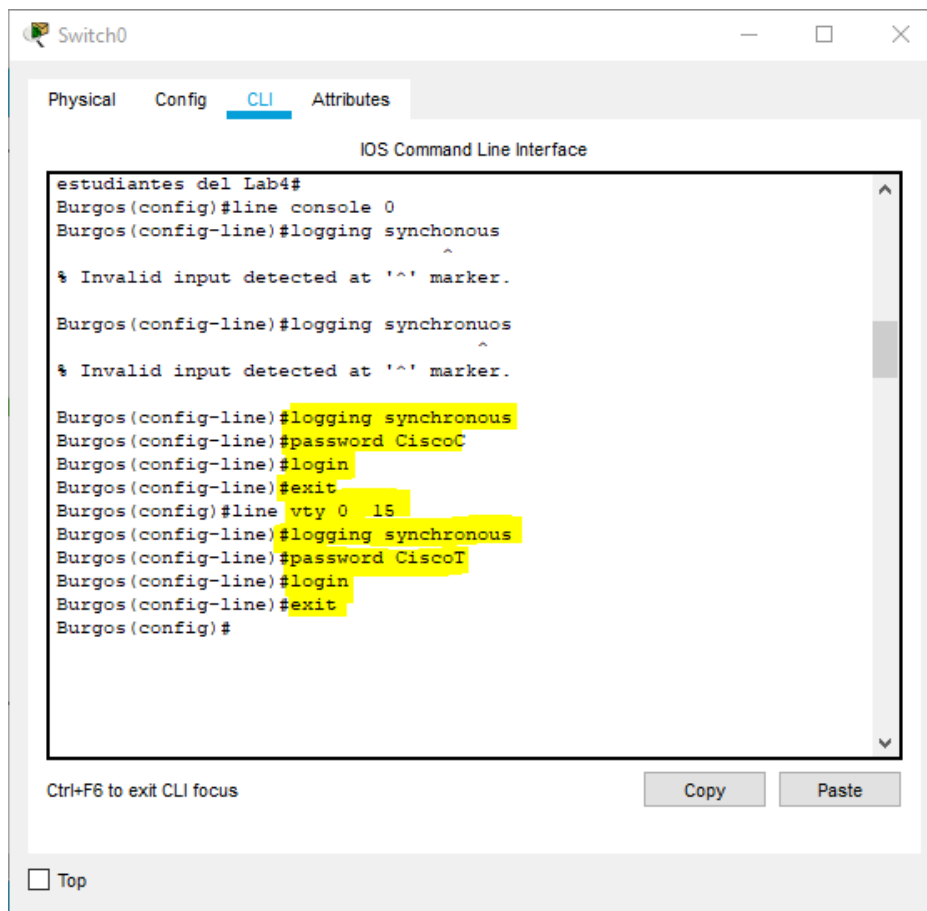 Switch0
Physical Config CLI Attributes
IOS Command Line Interface
estudiantes del Lab4#
Burgos(config)#line console 0
Burgos(config-line)#logging synchonous
^
% Invalid input detected at '^' marker.
Burgos(config-line)#logging synchronuos
^
% Invalid input detected at '^' marker.
Burgos(config-line)#logging synchronous
Burgos(config-line)#password CiscoC
Burgos(config-line)#login
Burgos(config-line)#exit
Burgos(config)#line vty 0  15
Burgos(config-line)#logging synchronous
Burgos(config-line)#password CiscoT
Burgos(config-line)#login
Burgos(config-line)#exit
Burgos(config)#
Ctrl+F6 to exit CLI focus
Copy Paste
Top